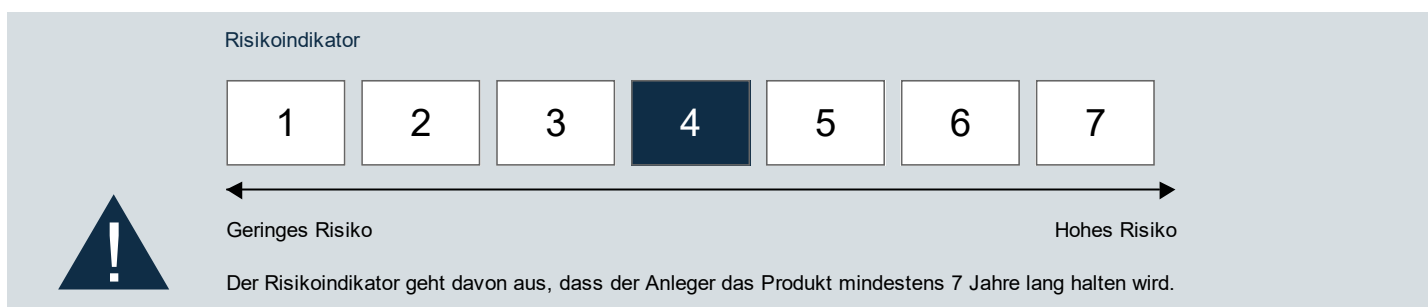 Risikoindikator
1 2 3 4 5 6 7
Geringes Risiko Hohes Risiko
!
Der Risikoindikator geht davon aus, dass der Anleger das Produkt mindestens 7 Jahre lang halten wird.